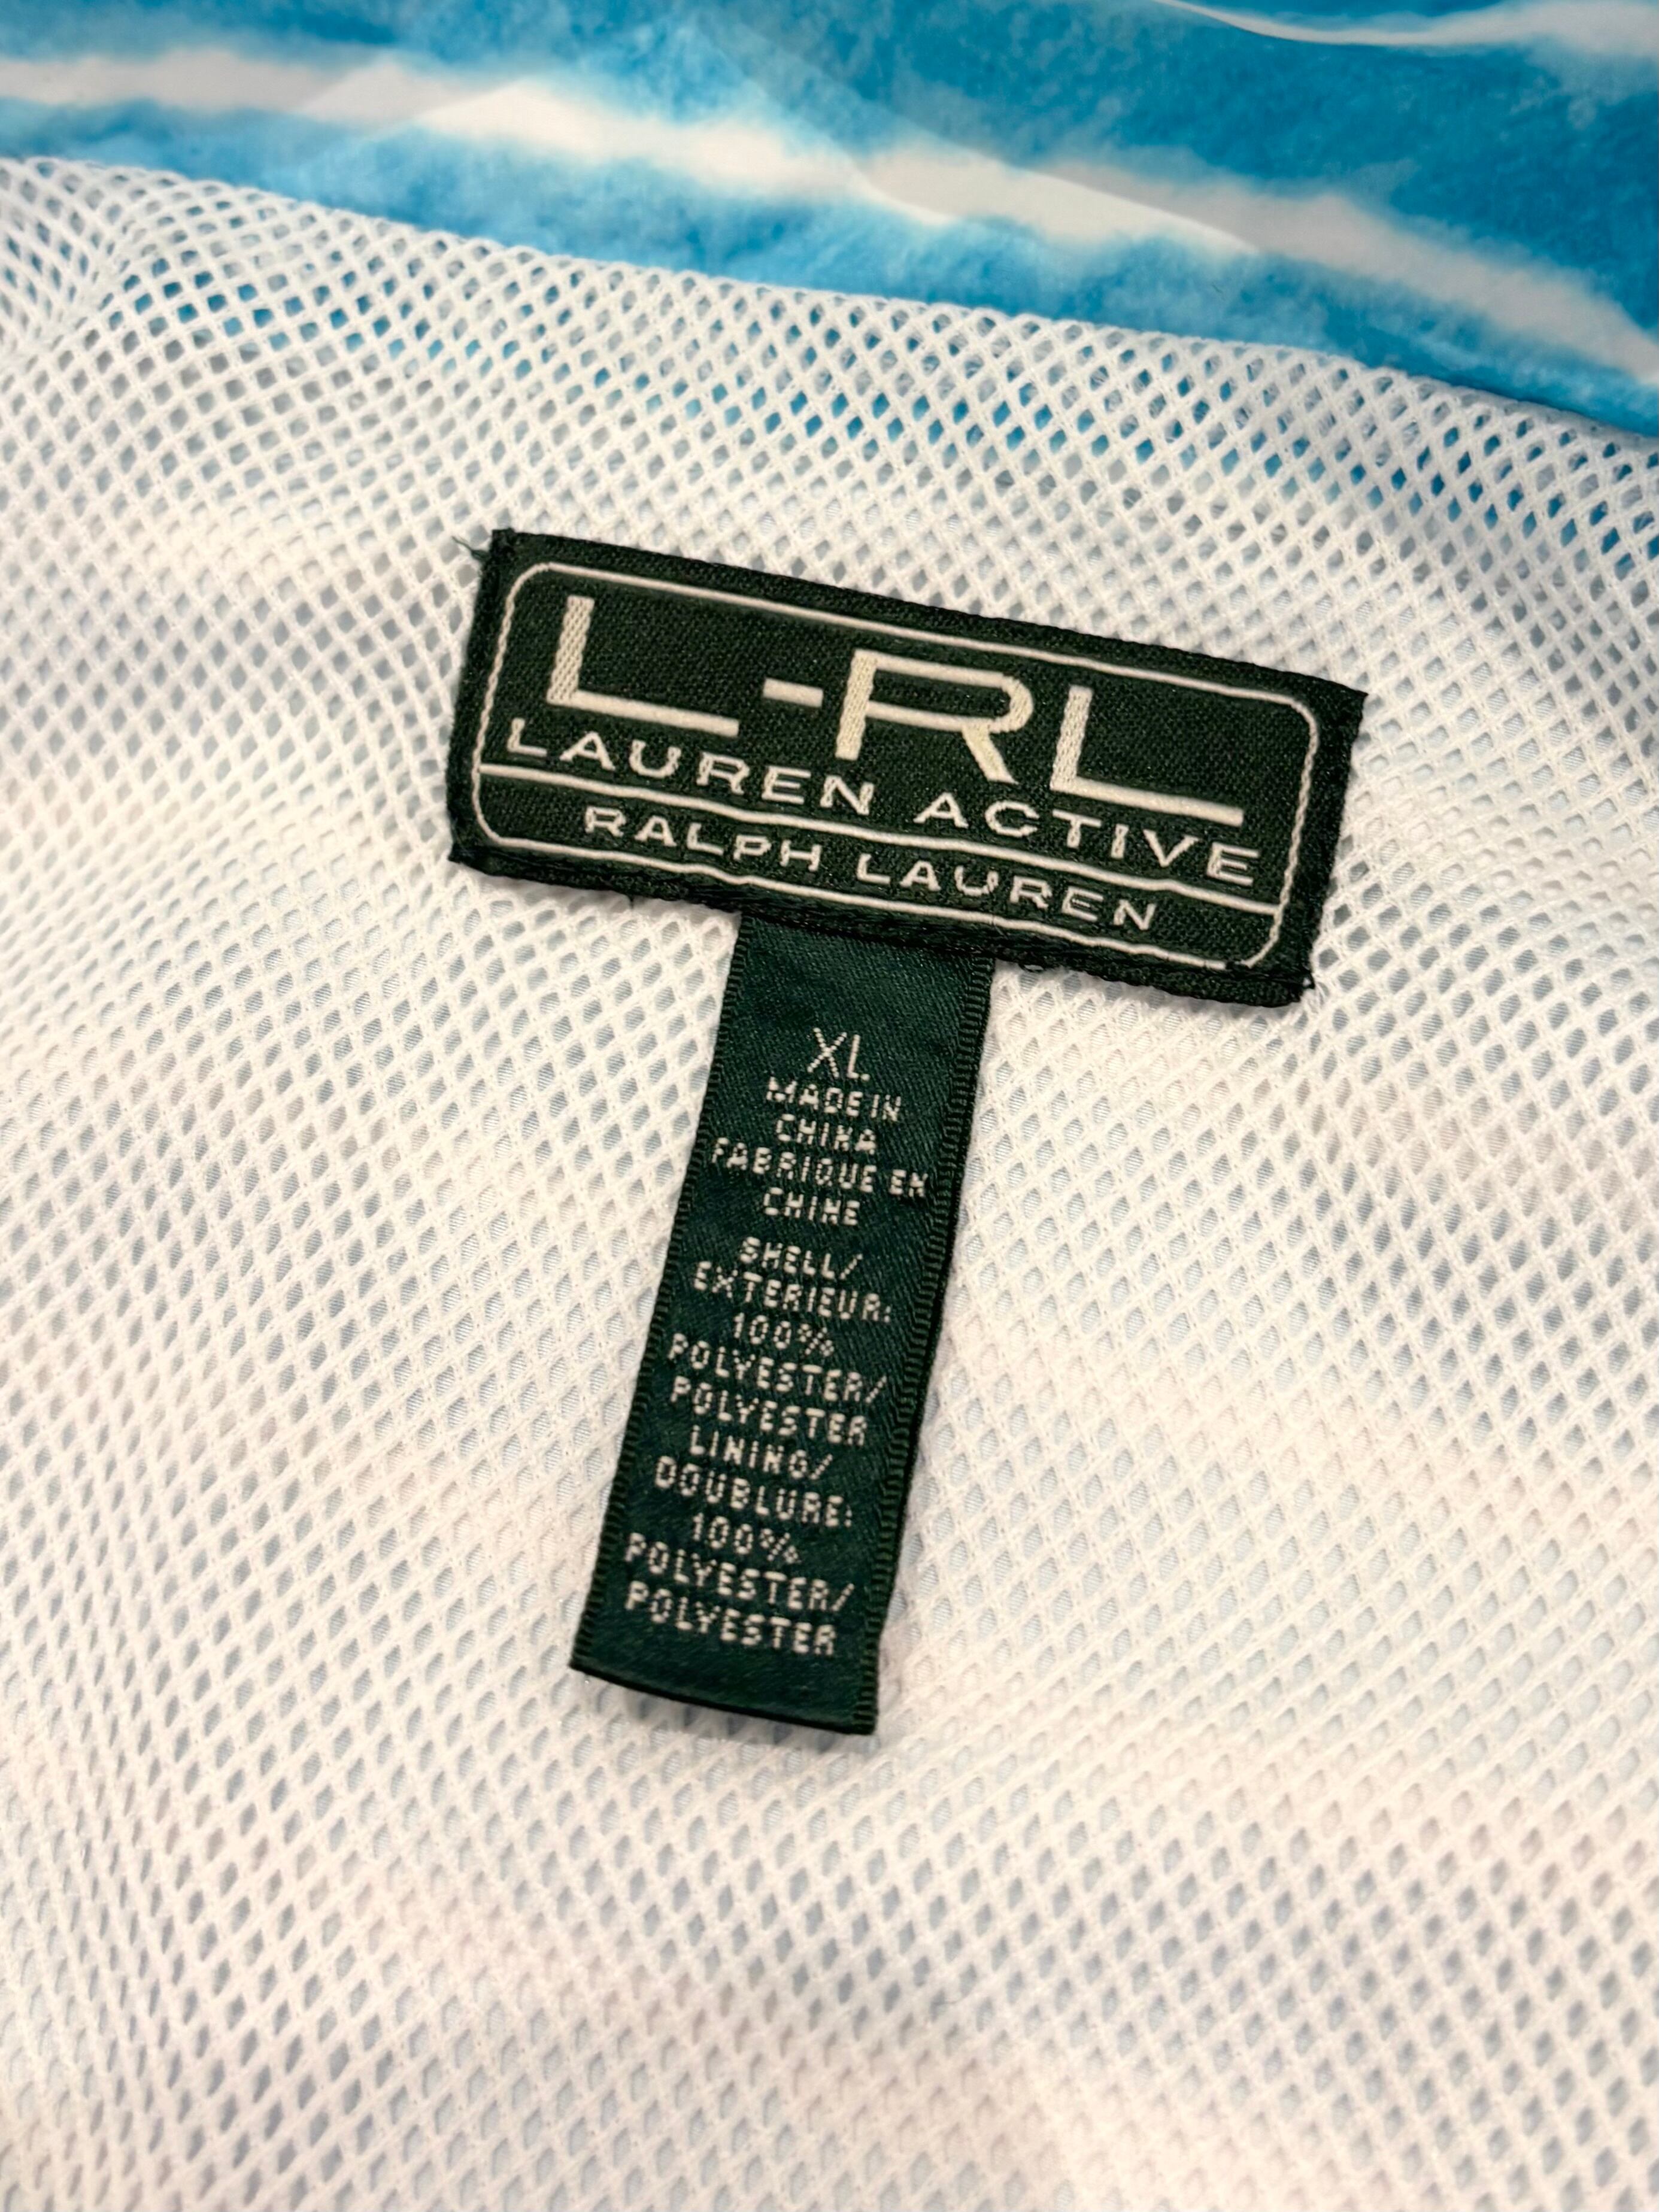 L-RL
LAUREN ACTIVE
RALPH LAUREN
XL
MADE IN
CHINA
FABRIQUE EN
CHINE
SHELL/
EXTERIEUR:
100%
POLYESTER/
POLYESTER
LINING/
DOUBLURE:
100%
POLYESTER/
POLYESTER